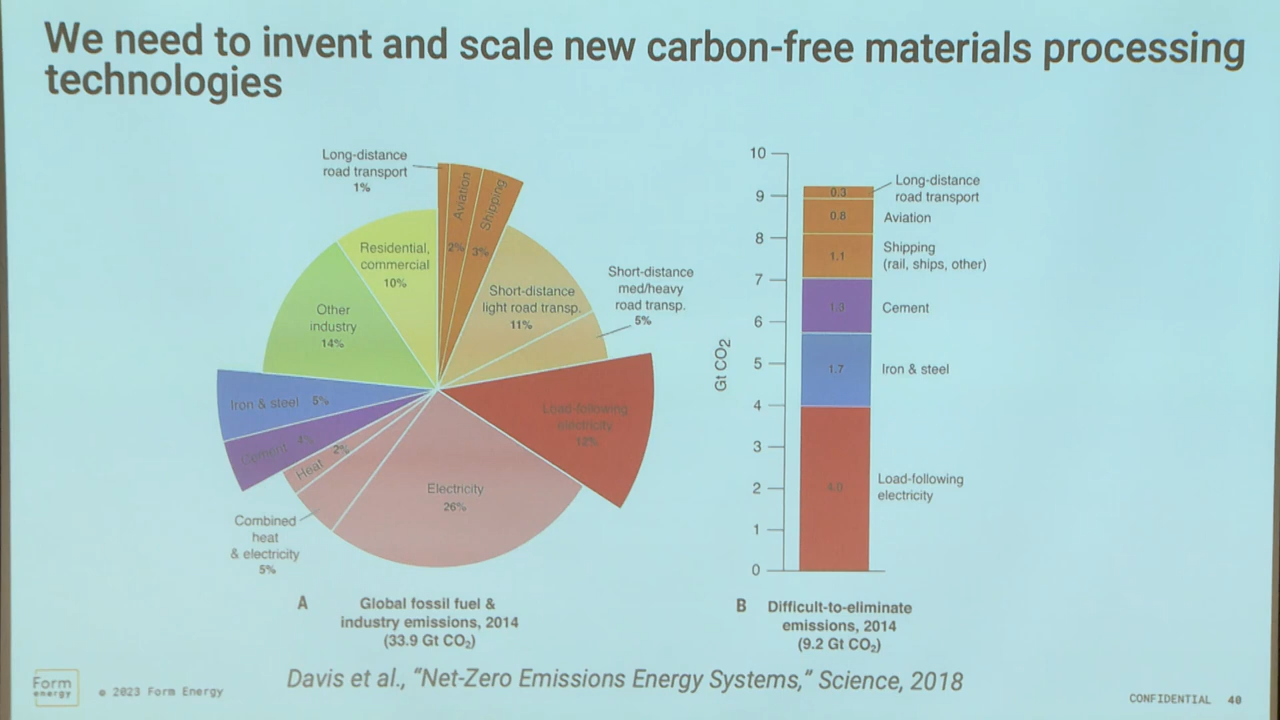 We need to invent and scale new carbon-free materials processing
technologies
Long-distance
road transport
1%
Aviation
2%
Shipping
3%
Residential,
commercial
10%
Short-distance
light road transp.
11%
Short-distance
med/heavy
road transp.
5%
Other
industry
14%
Iron & steel 5%
Cement 4%
Heat 2%
Load-following
electricity
12%
Electricity
26%
Combined
heat
& electricity
5%
A
Global fossil fuel &
industry emissions, 2014
(33.9 Gt CO₂)
Gt CO₂
10
9
8
7
6
5
4
3
2
1
0
0.3
Long-distance
road transport
0.8
Aviation
1.1
Shipping
(rail, ships, other)
1.3
Cement
1.7
Iron & steel
4.0
Load-following
electricity
B
Difficult-to-eliminate
emissions, 2014
(9.2 Gt CO₂)
Davis et al., “Net-Zero Emissions Energy Systems,” Science, 2018
Form
energy
© 2023 Form Energy
CONFIDENTIAL 40